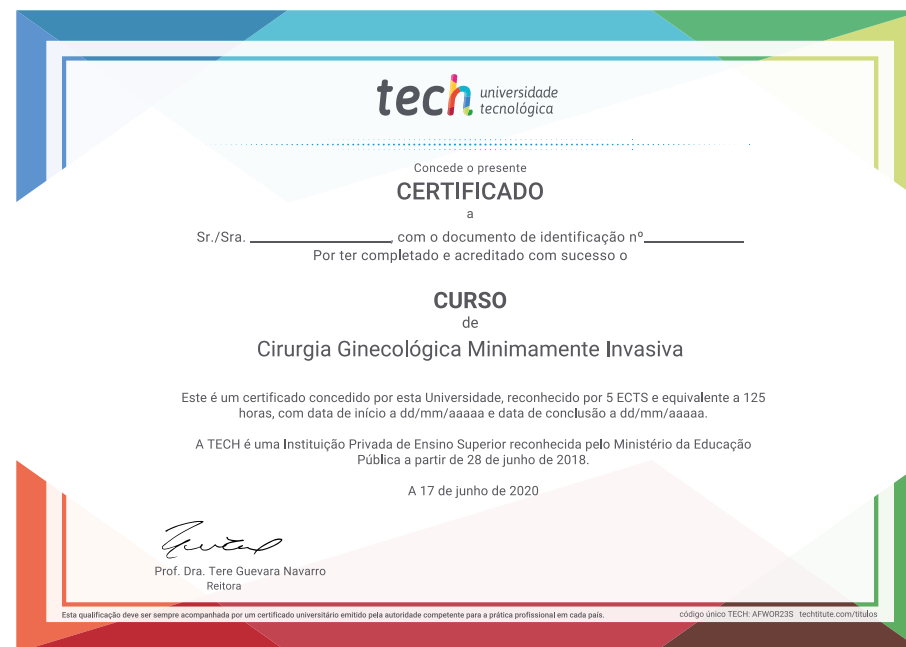 tech universidade
tecnológica
Concede o presente
CERTIFICADO
a
Sr./Sra. ____________________, com o documento de identificação nº______________
Por ter completado e acreditado com sucesso o
CURSO
de
Cirurgia Ginecológica Minimamente Invasiva
Este é um certificado concedido por esta Universidade, reconhecido por 5 ECTS e equivalente a 125
horas, com data de início a dd/mm/aaaaa e data de conclusão a dd/mm/aaaaa.
A TECH é uma Instituição Privada de Ensino Superior reconhecida pelo Ministério da Educação
Pública a partir de 28 de junho de 2018.
A 17 de junho de 2020
Prof. Dra. Tere Guevara Navarro
Reitora
Esta qualificação deve ser sempre acompanhada por um certificado universitário emitido pela autoridade competente para a prática profissional em cada país.
código único TECH: AFWOR23S techtitute.com/titulos